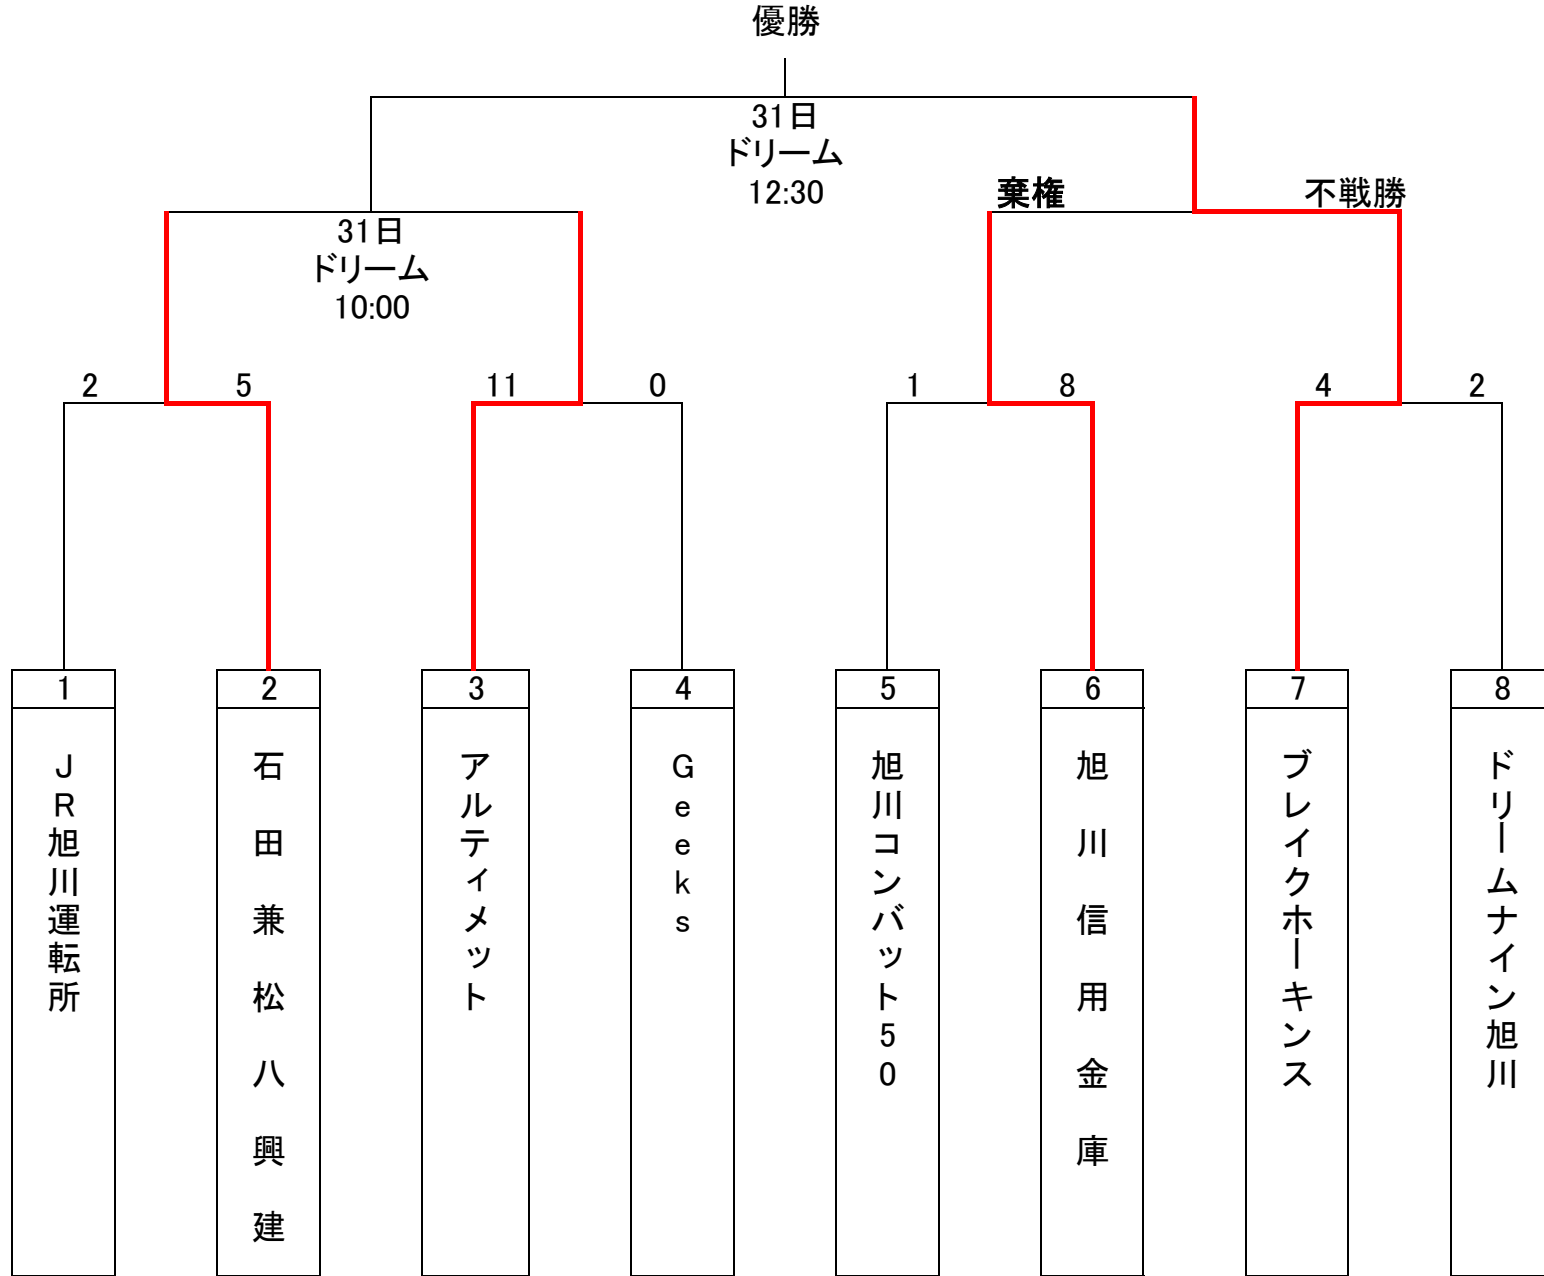 優勝
31日
ドリーム
12:30
棄権
不戦勝
31日
ドリーム
10:00
2
5
11
0
1
8
4
2
1
2
3
4
5
6
7
8
JR旭川運転所
石田兼松八興建
アルティメット
Geeks
旭川コンバット50
旭川信用金庫
ブレイクホーキンス
ドリームナイン旭川